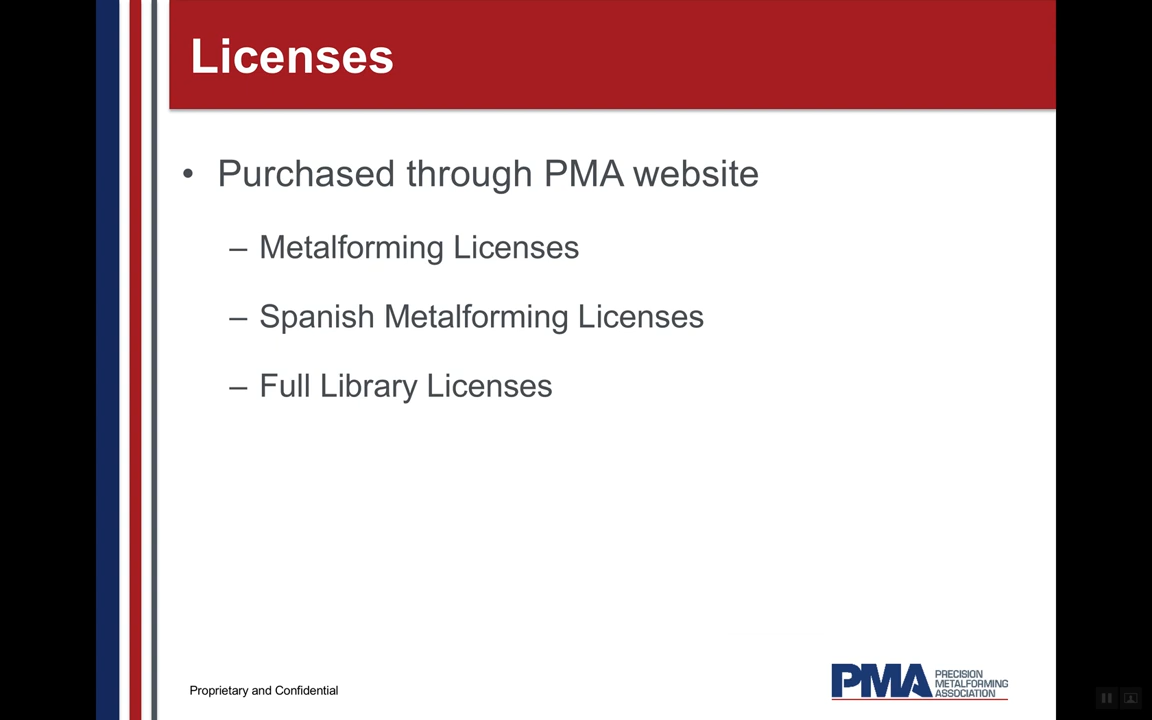 Licenses
• Purchased through PMA website
– Metalforming Licenses
– Spanish Metalforming Licenses
– Full Library Licenses
Proprietary and Confidential
PMA PRECISION
METALFORMING
ASSOCIATION